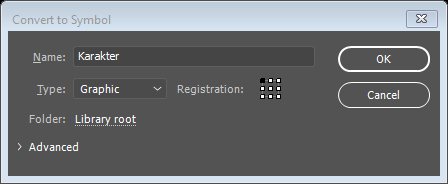 Convert to Symbol
Name: Karakter
OK
Type: Graphic Registration:
Cancel
Folder: Library root
Advanced